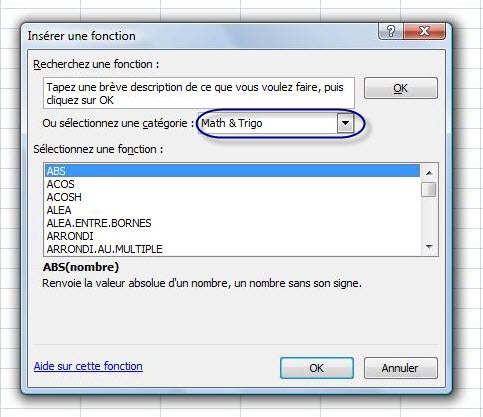 Insérer une fonction
Recherchez une fonction :
Tapez une brève description de ce que vous voulez faire, puis
cliquez sur OK
OK
Ou sélectionnez une catégorie : Math & Trigo
Sélectionnez une fonction :
ABS
ACOS
ACOSH
ALEA
ALEA.ENTRE.BORNES
ARRONDI
ARRONDI.AU.MULTIPLE
ABS(nombre)
Renvoie la valeur absolue d'un nombre, un nombre sans son signe.
Aide sur cette fonction
OK Annuler